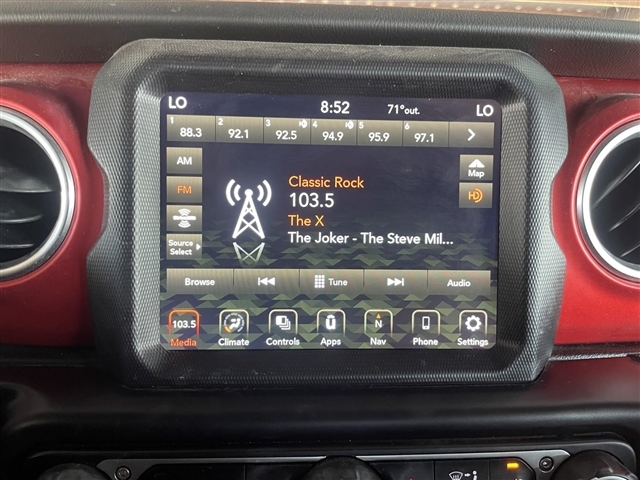 LO 8:52 71°out. LO
1 2 3 4 5 6
88.3 92.1 92.5 94.9 95.9 97.1
AM
Map
FM
HD
Classic Rock
103.5
The X
The Joker - The Steve Mil...
Source
Select
Browse Tune Audio
103.5 N
Media Climate Controls Apps Nav Phone Settings